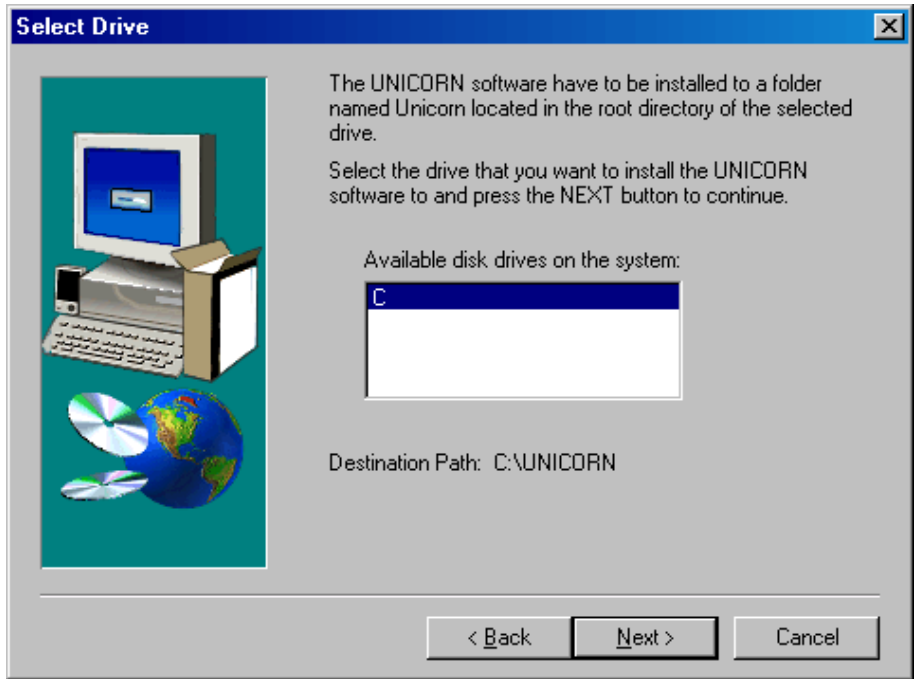 Select Drive
The UNICORN software have to be installed to a folder
named Unicorn located in the root directory of the selected
drive.
Select the drive that you want to install the UNICORN
software to and press the NEXT button to continue.
Available disk drives on the system:
C
Destination Path: C:\UNICORN
< Back
Next >
Cancel